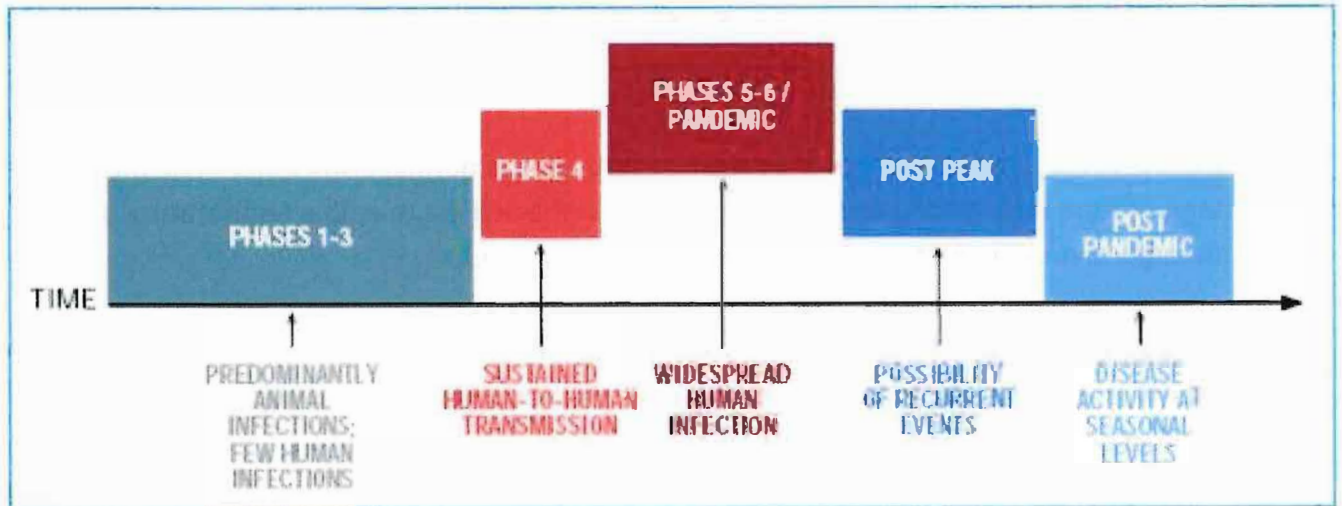 PHASES 5-6 /
PANDEMIC
PHASE 4
POST PEAK
PHASES 1-3
POST
PANDEMIC
TIME
PREDOMINANTLY
ANIMAL
INFECTIONS;
FEW HUMAN
INFECTIONS
SUSTAINED
HUMAN-TO-HUMAN
TRANSMISSION
WIDESPREAD
HUMAN
INFECTION
POSSIBILITY
OF RECURRENT
EVENTS
DISEASE
ACTIVITY AT
SEASONAL
LEVELS